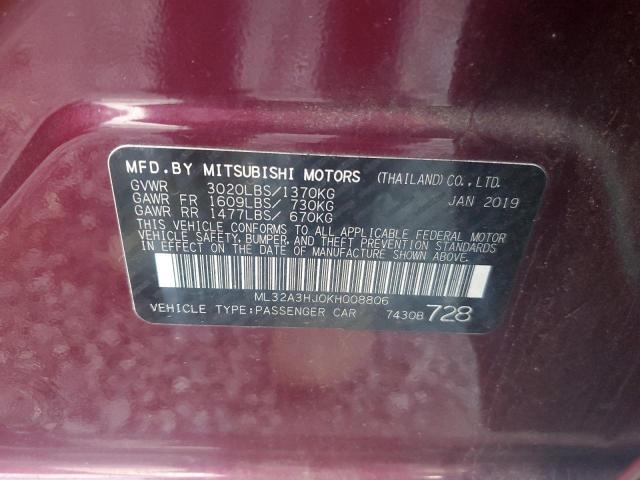 MFD.BY MITSUBISHI MOTORS (THAILAND)CO.,LTD.
GVWR 3020LBS/1370KG JAN 2019
GAWR FR 1609LBS/ 730KG
GAWR RR 1477LBS/ 670KG
THIS VEHICLE CONFORMS TO ALL APPLICABLE FEDERAL MOTOR
VEHICLE SAFETY, BUMPER, AND THEFT PREVENTION STANDARDS
IN EFFECT ON THE DATE OF MANUFACTURE SHOWN ABOVE.
ML32A3HJ0KH008806
VEHICLE TYPE:PASSENGER CAR 74308 728